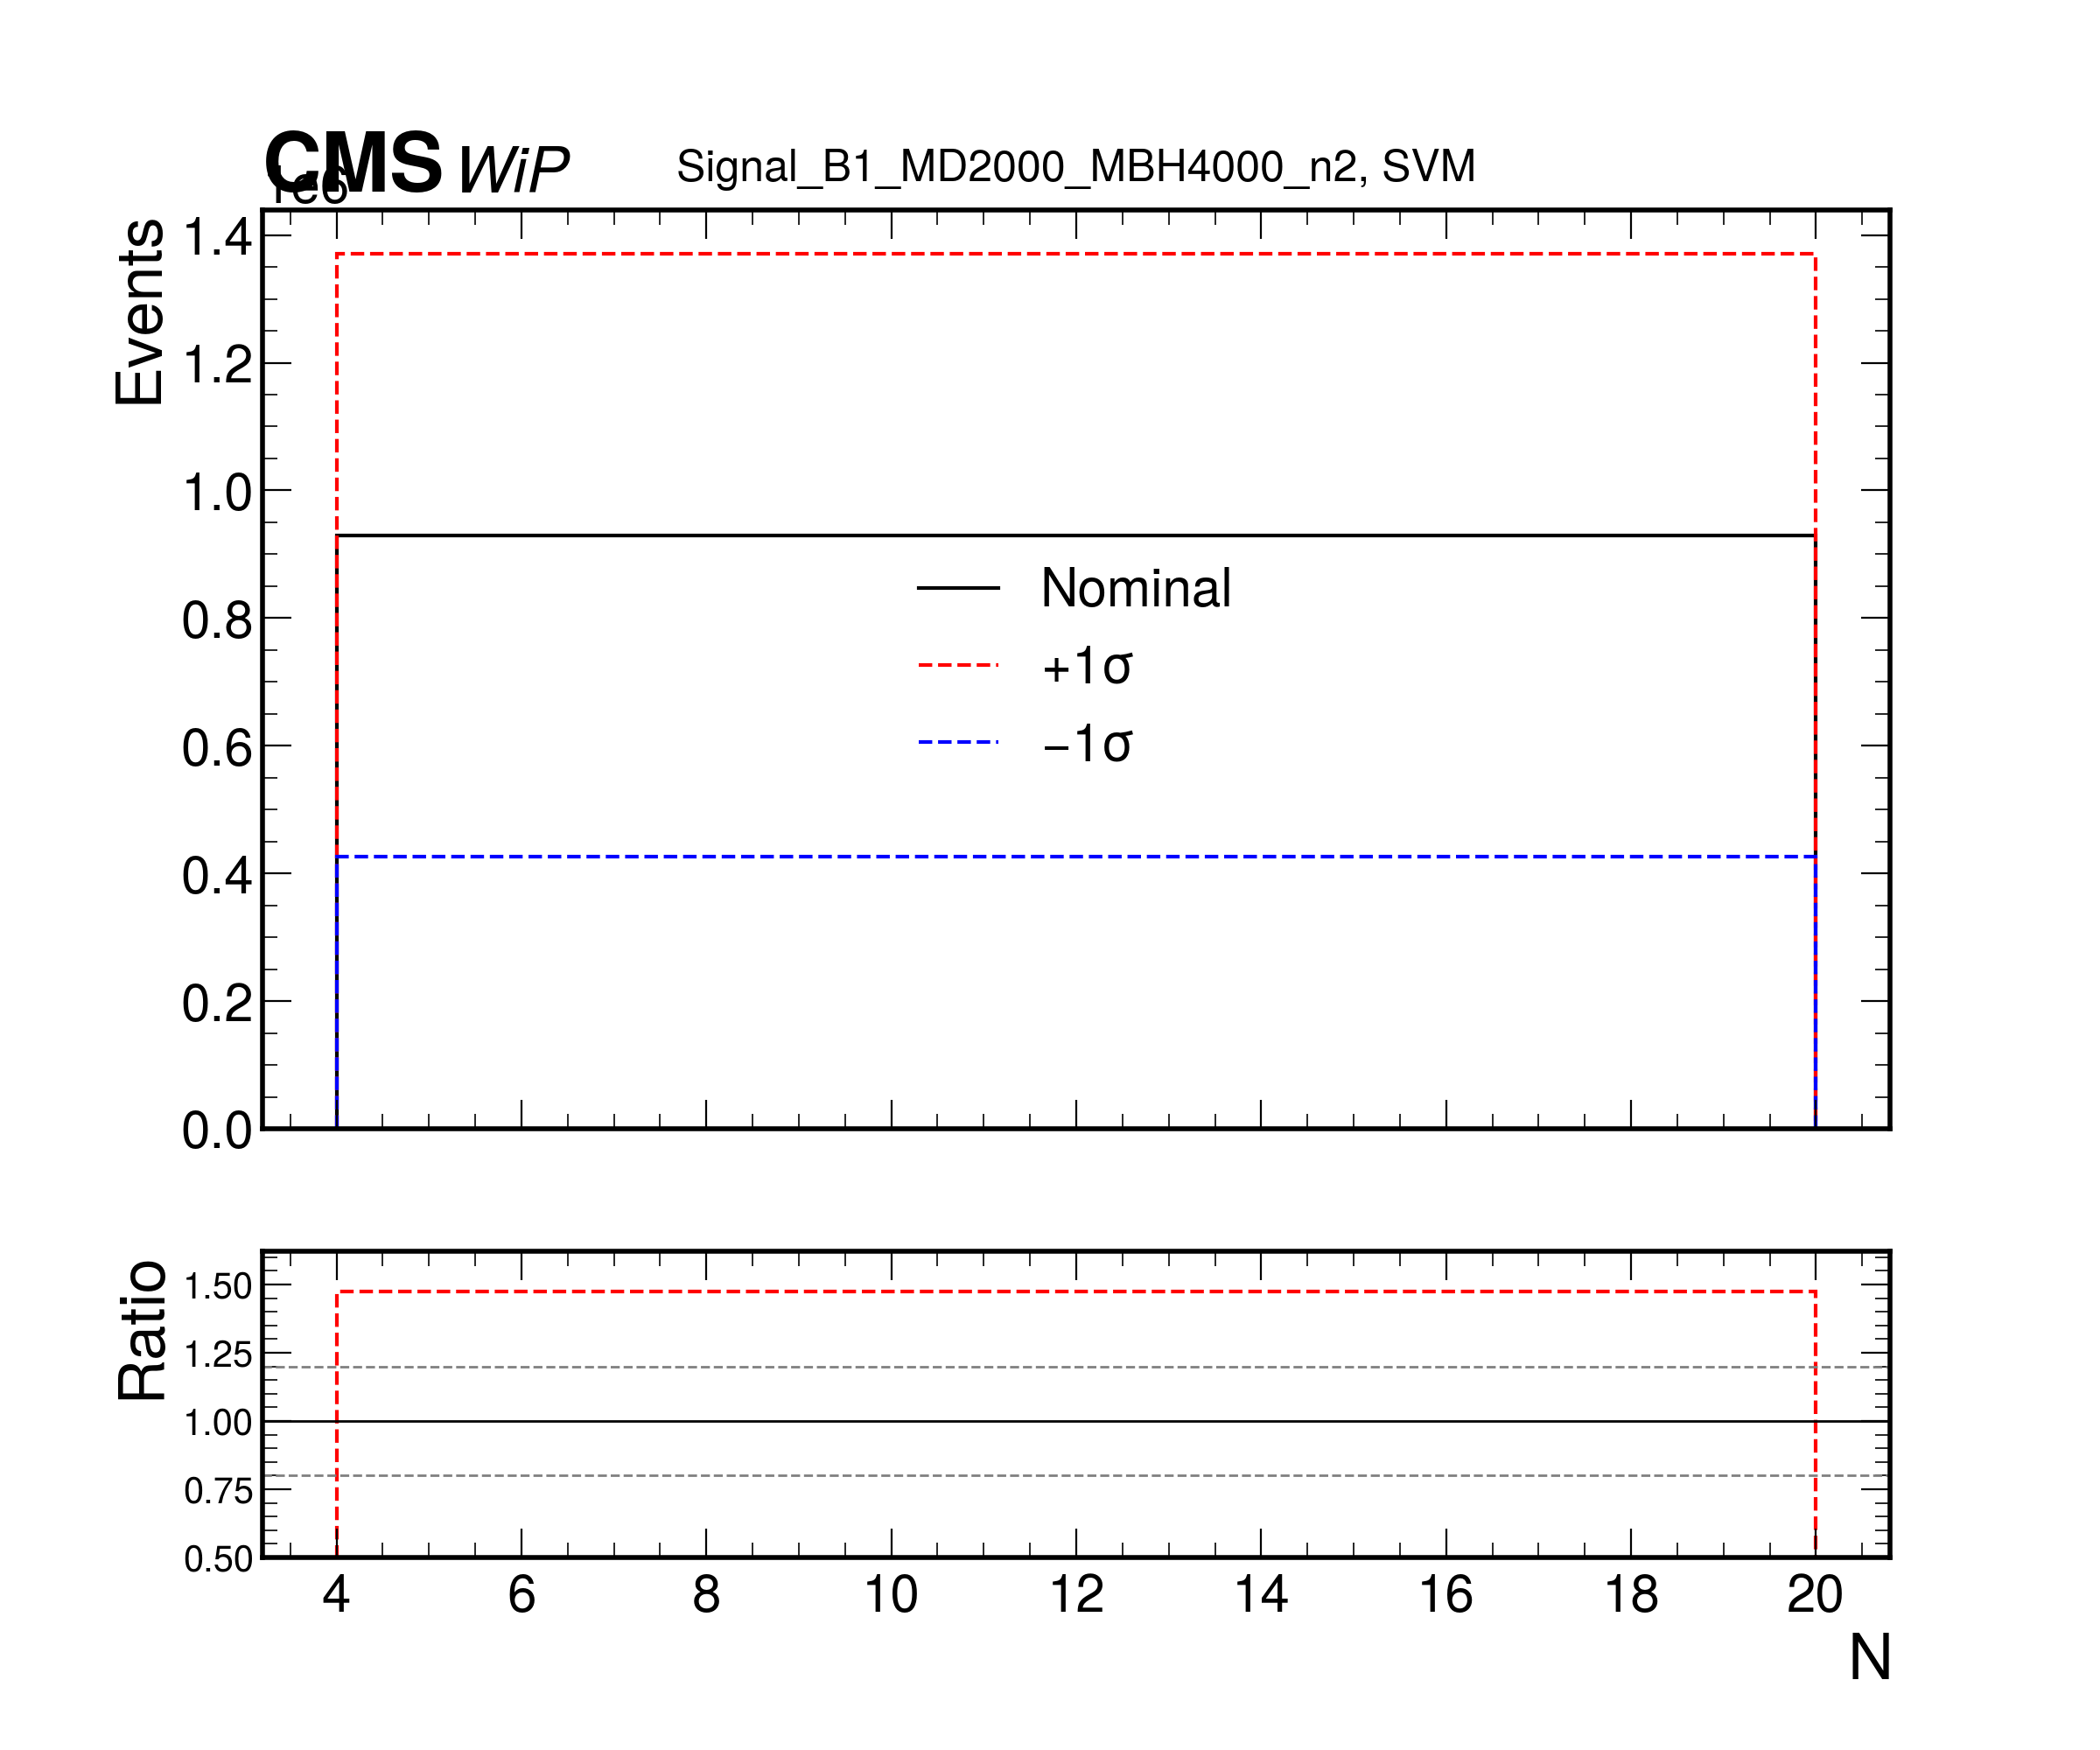 CMS WiP
1e6
Signal_B1_MD2000_MBH4000_n2, SVM
Events
1.4
1.2
1.0
0.8
0.6
0.4
0.2
0.0
Nominal
+1σ
−1σ
Ratio
1.50
1.25
1.00
0.75
0.50
4 6 8 10 12 14 16 18 20
N